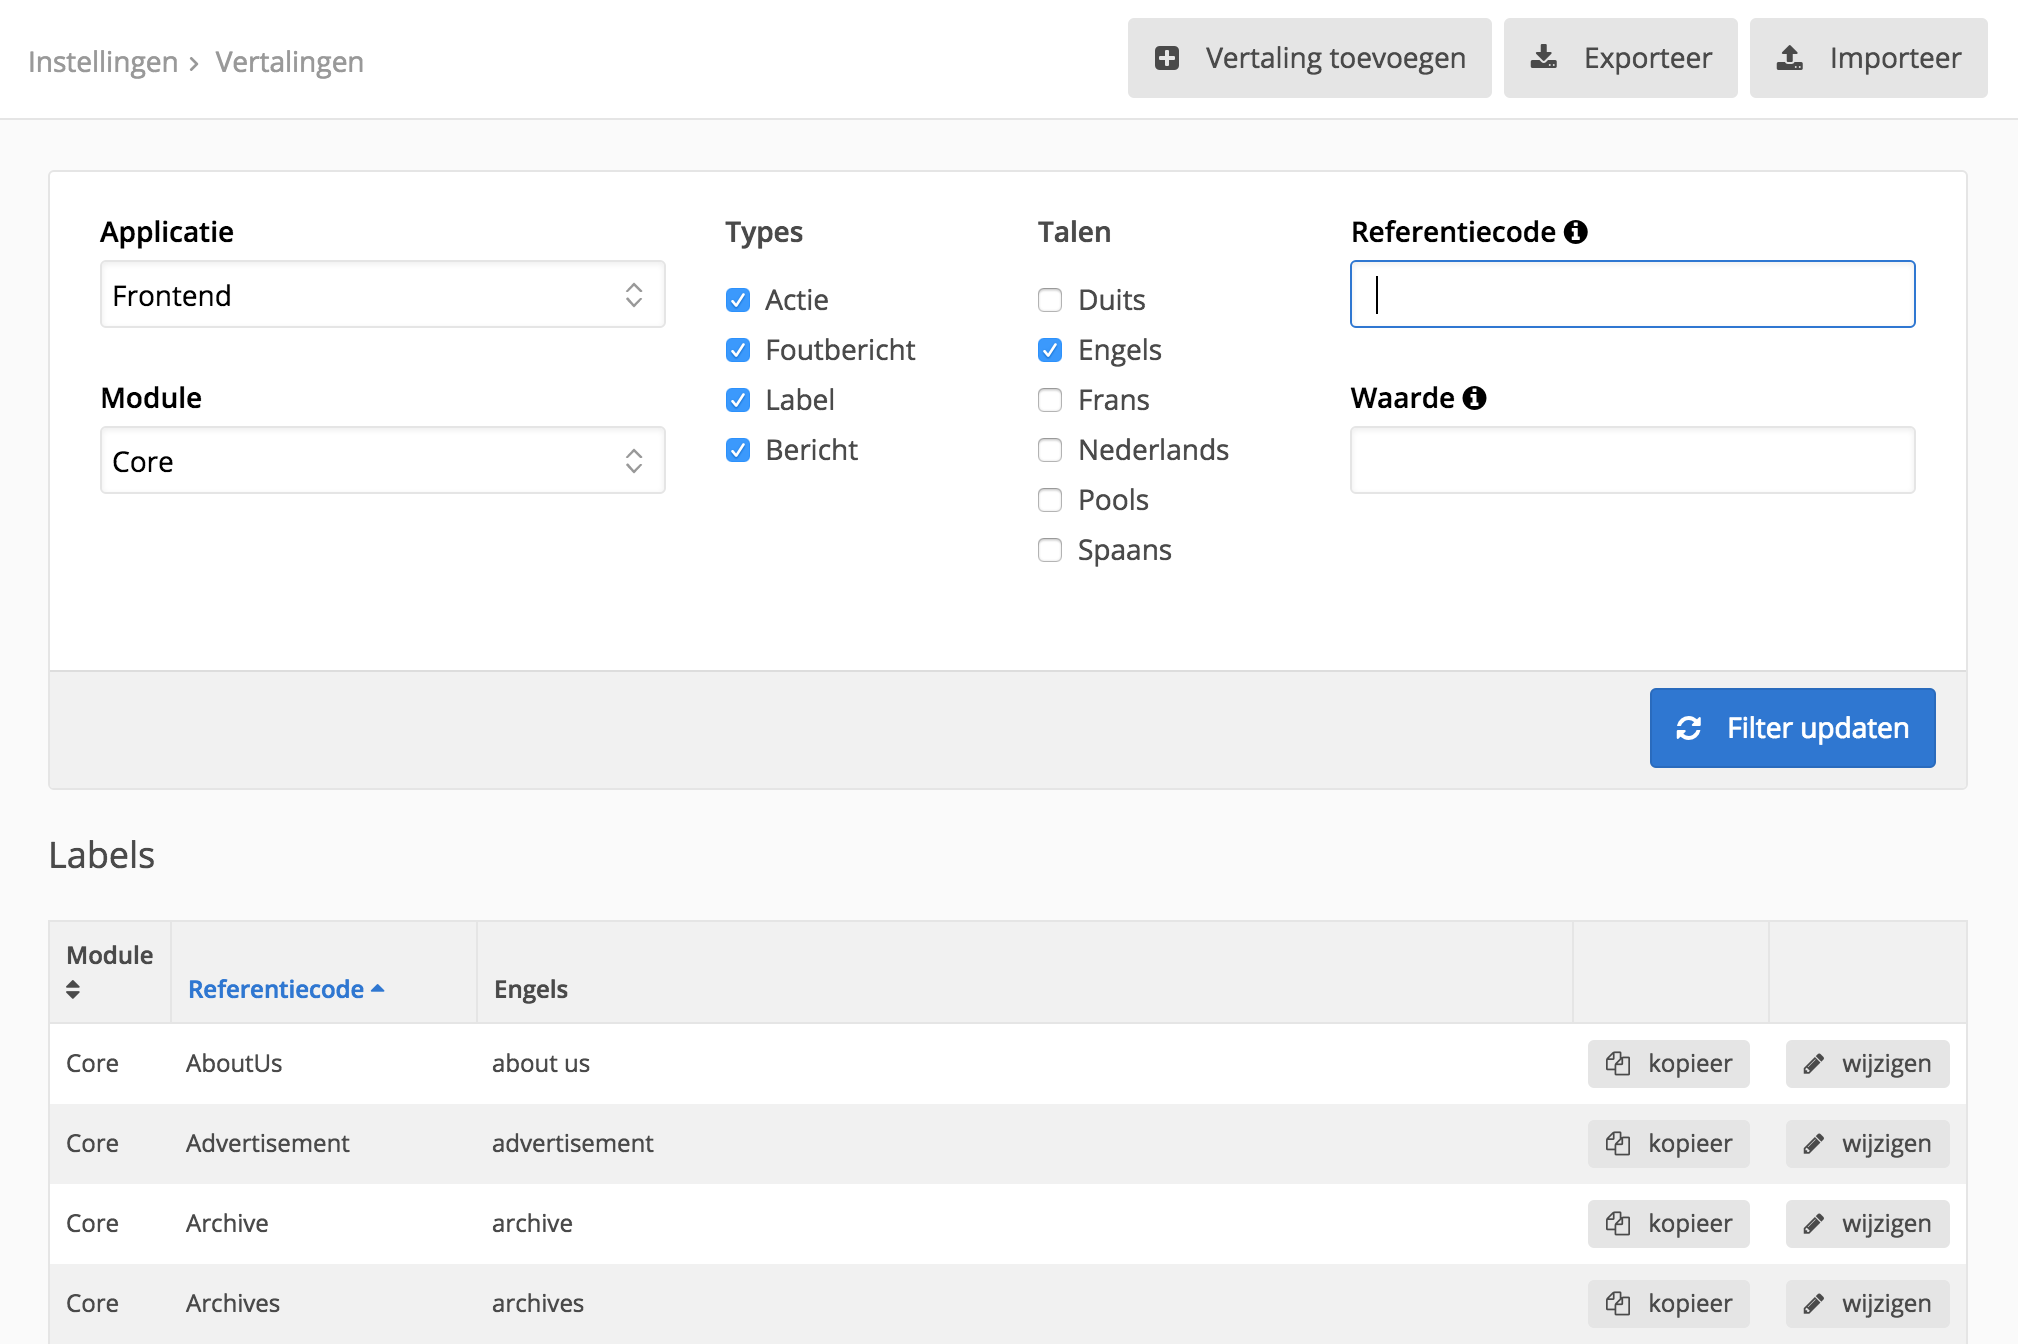 Instellingen › Vertalingen
Vertaling toevoegen
Exporteer
Importeer
Applicatie
Frontend
Module
Core
Types
Actie
Foutbericht
Label
Bericht
Talen
Duits
Engels
Frans
Nederlands
Pools
Spaans
Referentiecode
Waarde
Filter updaten
Labels
Module Referentiecode Engels
Core AboutUs about us kopieer wijzigen
Core Advertisement advertisement kopieer wijzigen
Core Archive archive kopieer wijzigen
Core Archives archives kopieer wijzigen